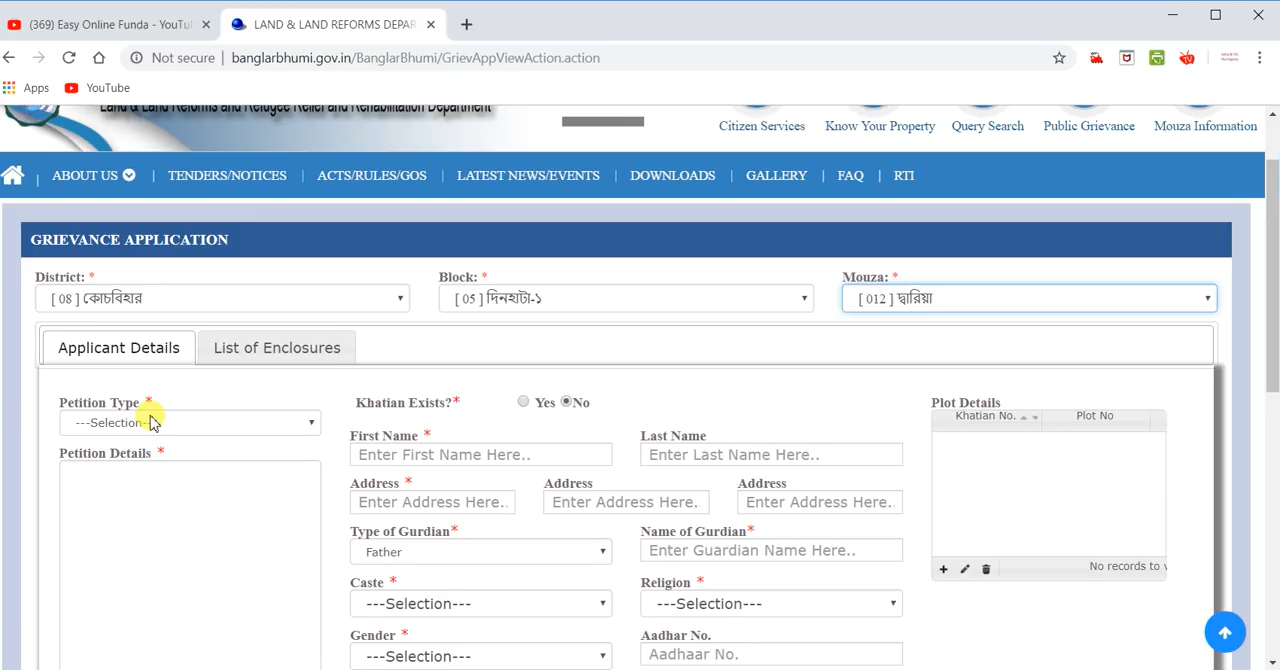 (369) Easy Online Funda - YouTu
LAND & LAND REFORMS DEPAR
Not secure | banglarbhumi.gov.in/BanglarBhumi/GrievAppViewAction.action
Apps YouTube
Land & Land Reforms and Refugee Relief and Rehabilitation Department
Citizen Services Know Your Property Query Search Public Grievance Mouza Information
ABOUT US | TENDERS/NOTICES | ACTS/RULES/GOS | LATEST NEWS/EVENTS | DOWNLOADS | GALLERY | FAQ | RTI
GRIEVANCE APPLICATION
District: * Block: * Mouza: *
[ 08 ] কোচবিহার [ 05 ] দিনহাটা-১ [ 012 ] দ্বারিয়া
Applicant Details List of Enclosures
Petition Type * Khatian Exists?* Yes No Plot Details
---Selection--- Khatian No. Plot No
First Name * Last Name
Petition Details * Enter First Name Here.. Enter Last Name Here..
Address * Address Address
Enter Address Here. Enter Address Here. Enter Address Here.
Type of Gurdian* Name of Gurdian*
Father Enter Guardian Name Here..
No records to v
Caste * Religion *
---Selection--- ---Selection---
Gender * Aadhar No.
---Selection--- Aadhaar No.